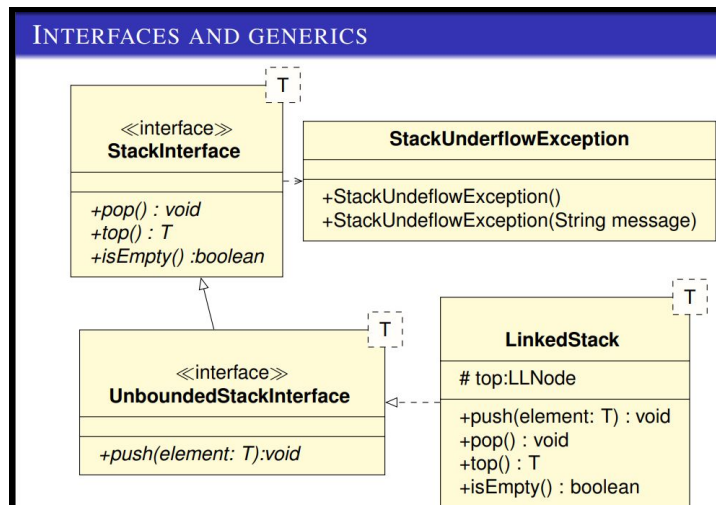 INTERFACES AND GENERICS
T
≪interface≫
StackInterface
+pop() : void
+top() : T
+isEmpty() :boolean
StackUnderflowException
+StackUndeflowException()
+StackUndeflowException(String message)
T
≪interface≫
UnboundedStackInterface
+push(element: T):void
T
LinkedStack
# top:LLNode
+push(element: T) : void
+pop() : void
+top() : T
+isEmpty() : boolean